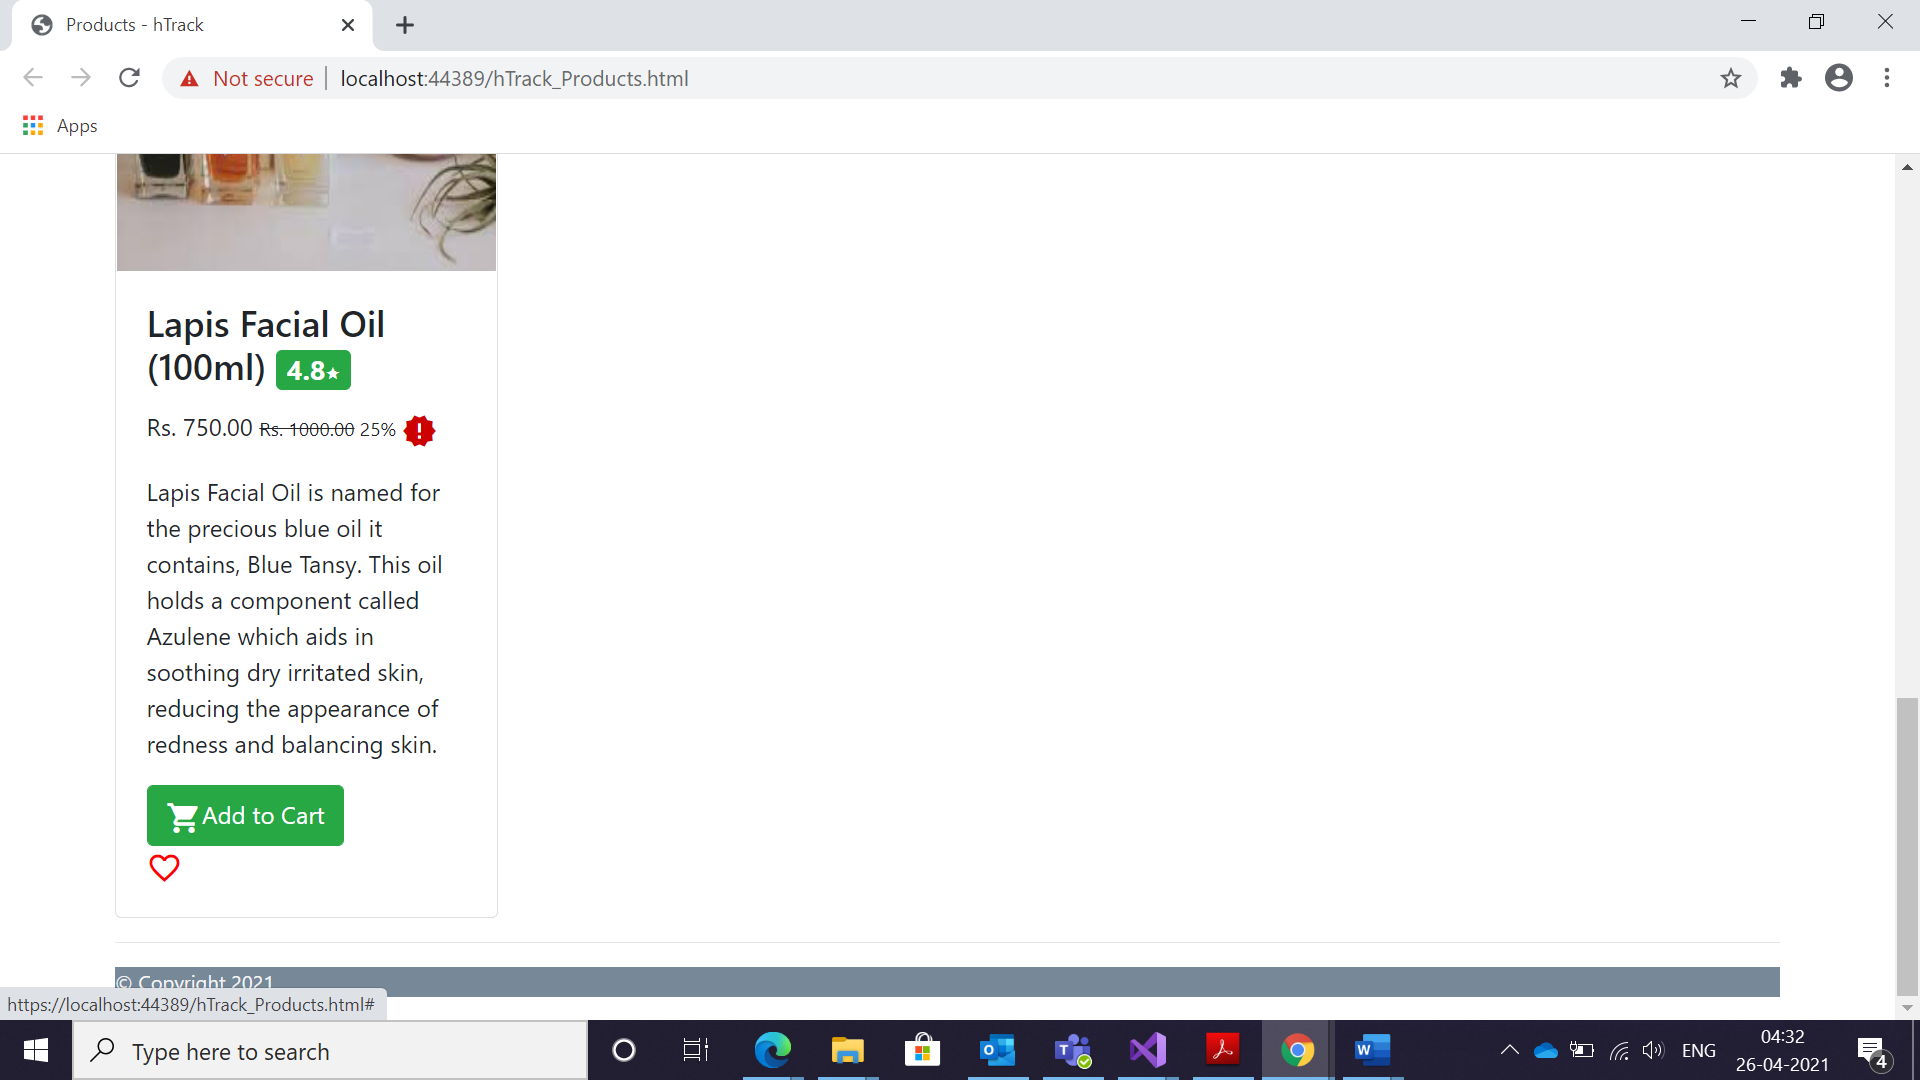 Products - hTrack
Not secure
localhost:44389/hTrack_Products.html
Apps
Lapis Facial Oil
(100ml) 4.8★
Rs. 750.00 Rs. 1000.00 25%
Lapis Facial Oil is named for
the precious blue oil it
contains, Blue Tansy. This oil
holds a component called
Azulene which aids in
soothing dry irritated skin,
reducing the appearance of
redness and balancing skin.
Add to Cart
© Copyright 2021
https://localhost:44389/hTrack_Products.html#
Type here to search
ENG
04:32
26-04-2021
4